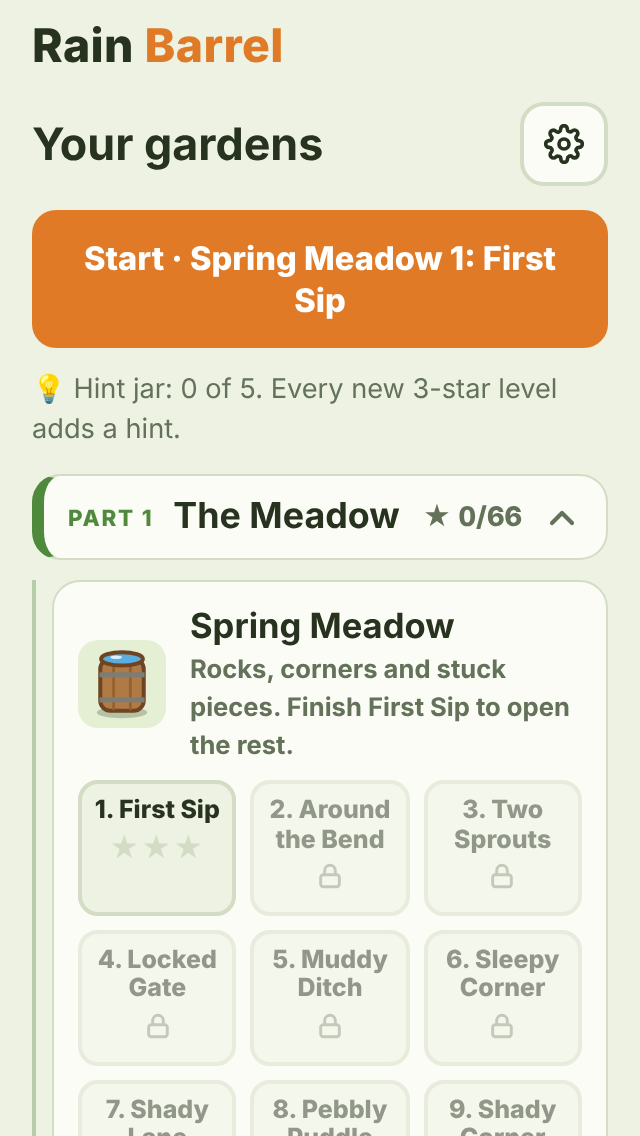 Rain Barrel
Your gardens
Start · Spring Meadow 1: First
Sip
💡 Hint jar: 0 of 5. Every new 3-star level
adds a hint.
PART 1 The Meadow ★ 0/66
Spring Meadow
Rocks, corners and stuck
pieces. Finish First Sip to open
the rest.
1. First Sip
★★★
2. Around
the Bend
3. Two
Sprouts
4. Locked
Gate
5. Muddy
Ditch
6. Sleepy
Corner
7. Shady
8. Pebbly
9. Shady